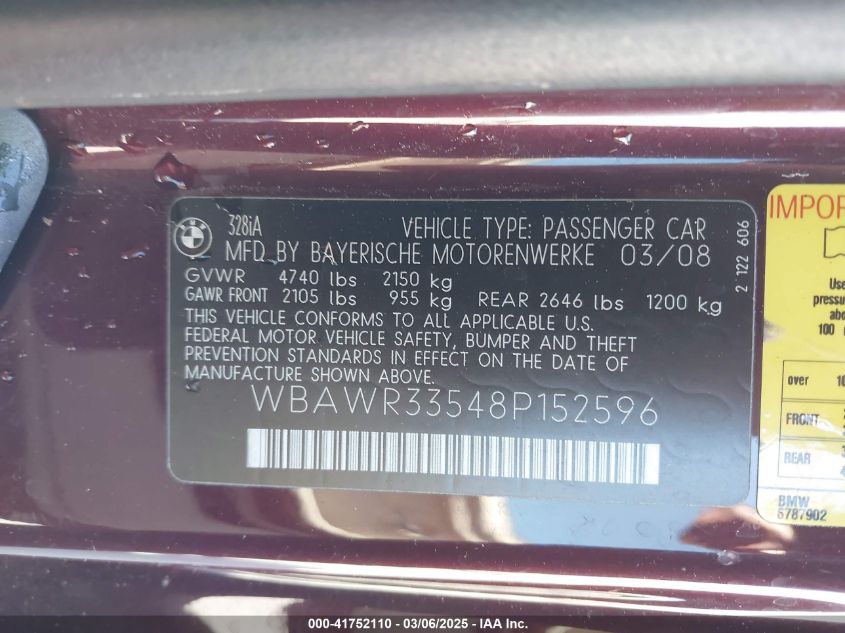 328iA VEHICLE TYPE: PASSENGER CAR
MFD BY BAYERISCHE MOTORENWERKE 03/08
GVWR 4740 lbs 2150 kg
GAWR FRONT 2105 lbs 955 kg REAR 2646 lbs 1200 kg
THIS VEHICLE CONFORMS TO ALL APPLICABLE U.S.
FEDERAL MOTOR VEHICLE SAFETY, BUMPER AND THEFT
PREVENTION STANDARDS IN EFFECT ON THE DATE OF
MANUFACTURE SHOWN ABOVE.
WBAWR33548P152596
2 122 606
Use
over
FRONT
REAR
BMW
6787902
000-41752110 - 03/06/2025 - IAA Inc.